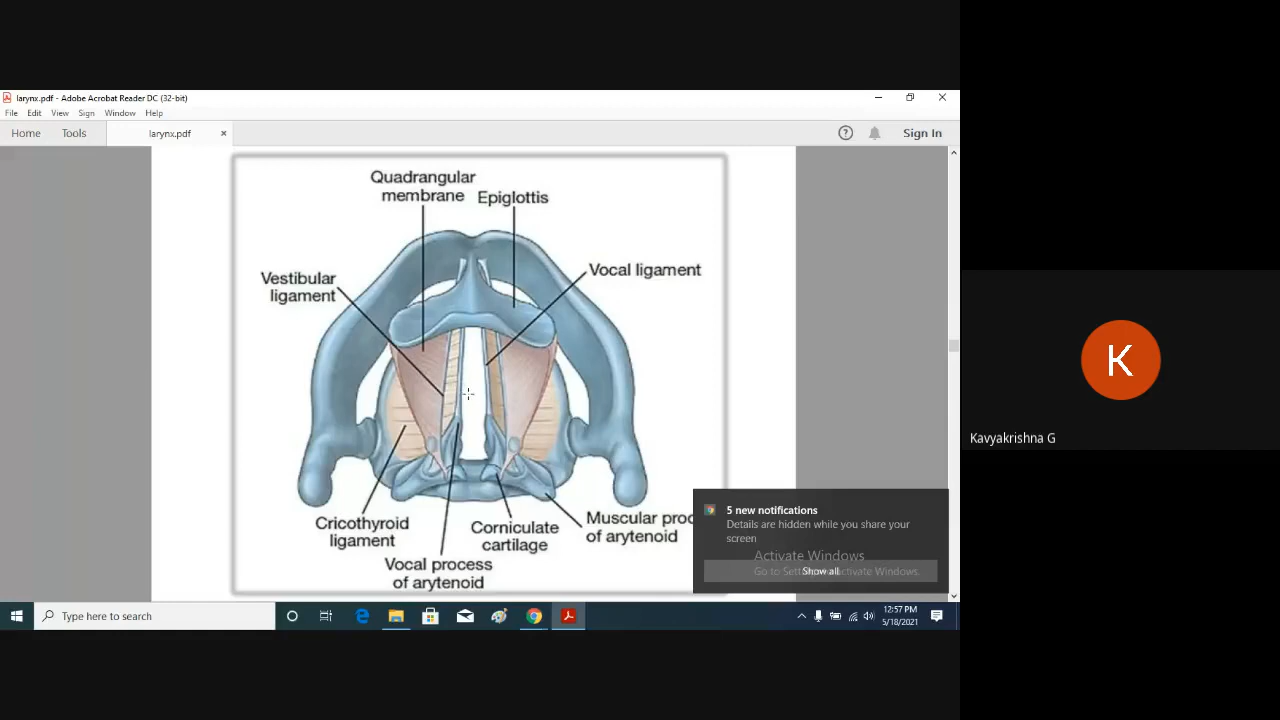 larynx.pdf - Adobe Acrobat Reader DC (32-bit)
File Edit View Sign Window Help
Home Tools larynx.pdf × ? Sign In
Quadrangular
membrane
Epiglottis
Vestibular
ligament
Vocal ligament
Cricothyroid
ligament
Vocal process
of arytenoid
Corniculate
cartilage
Muscular proc
of arytenoid
5 new notifications
Details are hidden while you share your
screen
Activate Windows
Show all
Activate Windows.
Type here to search
12:57 PM
5/18/2021
K
Kavyakrishna G